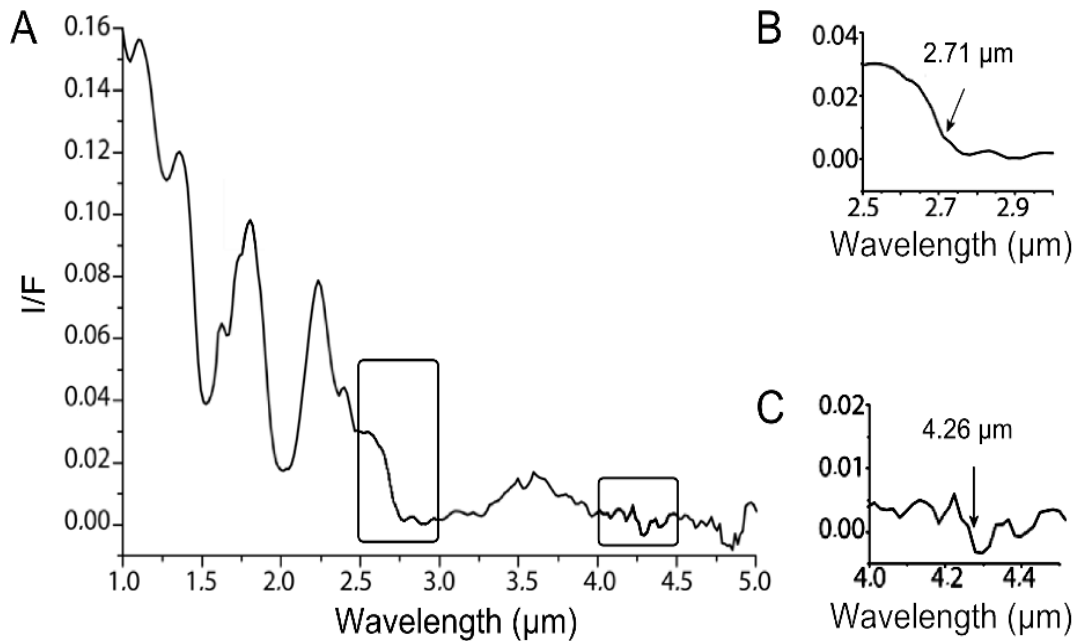 A
I/F
0.16
0.14
0.12
0.10
0.08
0.06
0.04
0.02
0.00
1.0 1.5 2.0 2.5 3.0 3.5 4.0 4.5 5.0
Wavelength (µm)
B
0.04
0.02
0.00
2.71 µm
2.5 2.7 2.9
Wavelength (µm)
C
0.02
0.01
0.00
4.26 µm
4.0 4.2 4.4
Wavelength (µm)